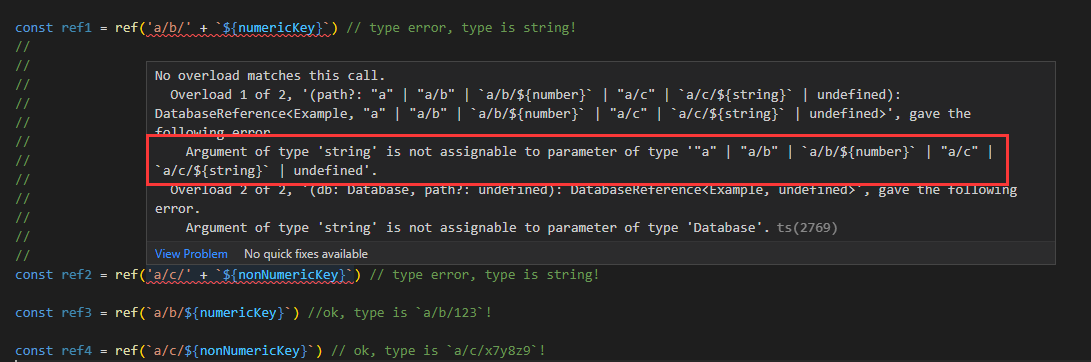 const ref1 = ref('a/b/' + `${numericKey}`) // type error, type is string!
//
//
//
//
//
//
//
//
//
//
//
//
No overload matches this call.
Overload 1 of 2, '(path?: "a" | "a/b" | `a/b/${number}` | "a/c" | `a/c/${string}` | undefined):
DatabaseReference<Example, "a" | "a/b" | `a/b/${number}` | "a/c" | `a/c/${string}` | undefined>', gave the
following error.
Argument of type 'string' is not assignable to parameter of type '"a" | "a/b" | `a/b/${number}` | "a/c" |
`a/c/${string}` | undefined'.
Overload 2 of 2, '(db: Database, path?: undefined): DatabaseReference<Example, undefined>', gave the following
error.
Argument of type 'string' is not assignable to parameter of type 'Database'. ts(2769)
View Problem No quick fixes available
const ref2 = ref('a/c/' + `${nonNumericKey}`) // type error, type is string!
const ref3 = ref(`a/b/${numericKey}`) //ok, type is `a/b/123`!
const ref4 = ref(`a/c/${nonNumericKey}`) // ok, type is `a/c/x7y8z9`!